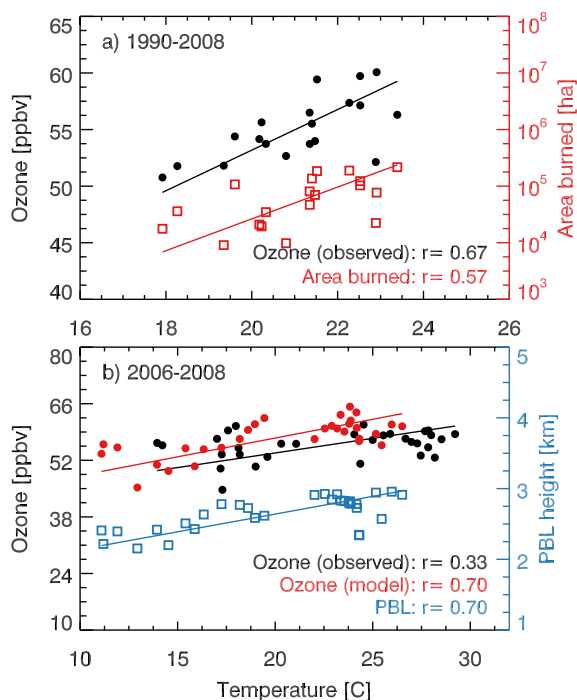 65
60
55
50
45
40
Ozone [ppbv]
a) 1990-2008
10^8
10^7
10^6
10^5
10^4
10^3
Area burned [ha]
Ozone (observed): r= 0.67
Area burned: r= 0.57
16 18 20 22 24 26
80
66
52
38
24
10
Ozone [ppbv]
b) 2006-2008
5
4
3
2
1
PBL height [km]
Ozone (observed): r= 0.33
Ozone (model): r= 0.70
PBL: r= 0.70
10 15 20 25 30
Temperature [C]